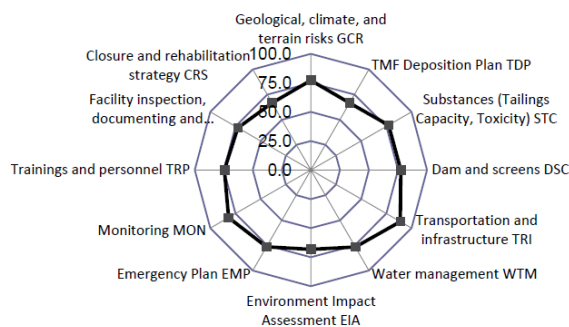 Geological, climate, and
terrain risks GCR
100.0
75.0
50.0
25.0
0.0
TMF Deposition Plan TDP
Substances (Tailings
Capacity, Toxicity) STC
Dam and screens DSC
Transportation and
infrastructure TRI
Water management WTM
Environment Impact
Assessment EIA
Emergency Plan EMP
Monitoring MON
Trainings and personnel TRP
Facility inspection,
documenting and...
Closure and rehabilitation
strategy CRS